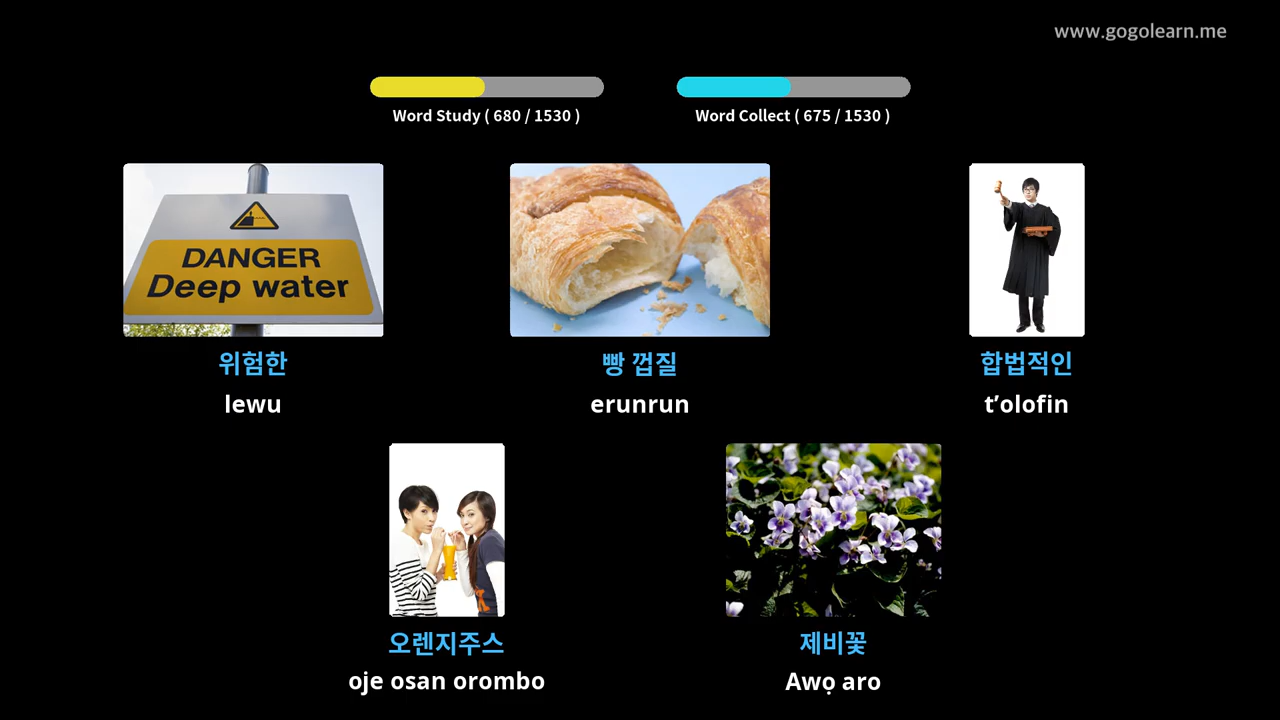 www.gogolearn.me
Word Study ( 680 / 1530 )
Word Collect ( 675 / 1530 )
DANGER
Deep water
위험한
lewu
빵 껍질
erunrun
합법적인
t’olofin
오렌지주스
oje osan orombo
제비꽃
Awọ aro